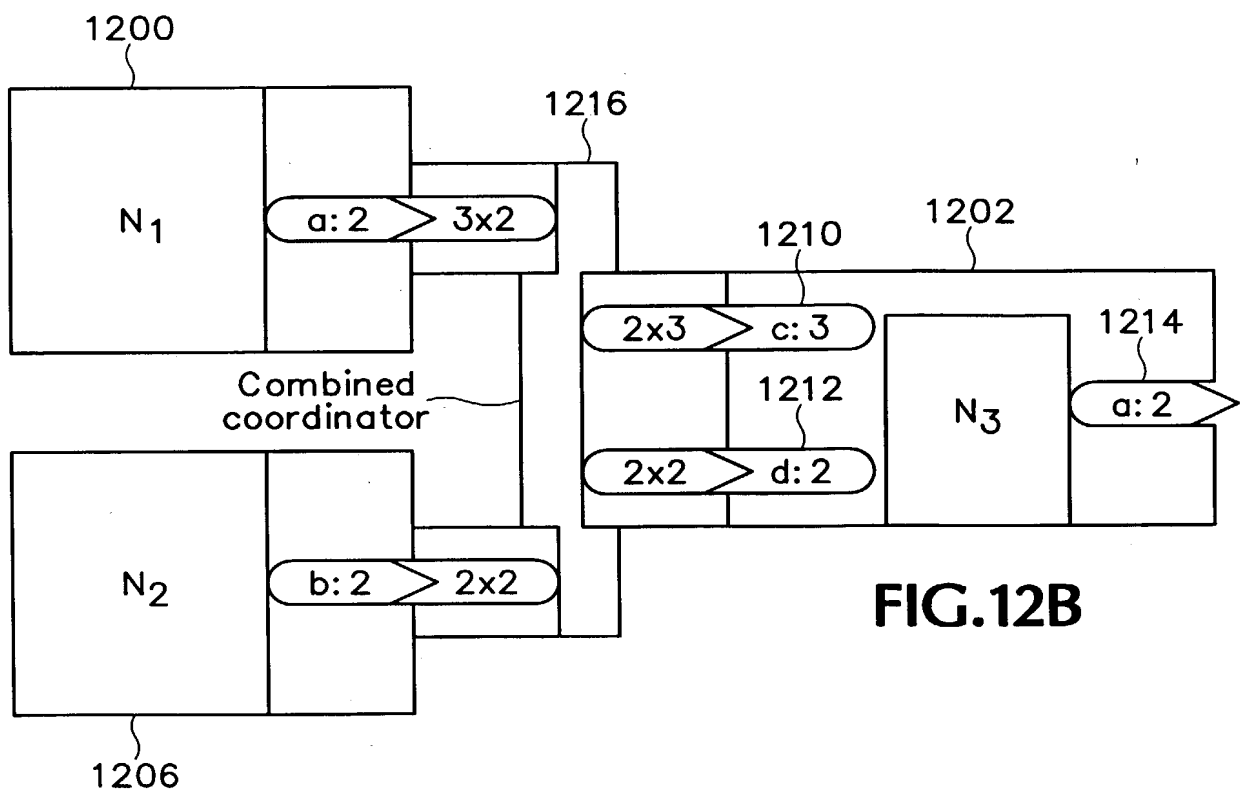 1200
1216
N1
a: 2
3x2
1202
1210
2x3
c: 3
1214
Combined
coordinator
1212
N3
a: 2
2x2
d: 2
N2
b: 2
2x2
FIG.12B
1206